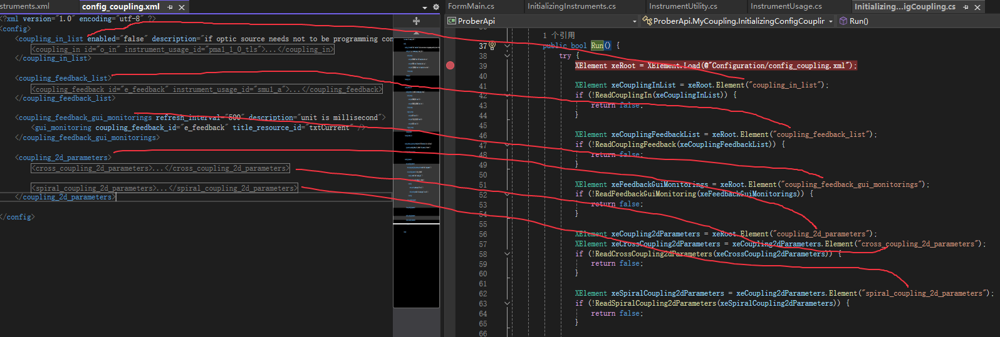 struments.xml
config_coupling.xml
<?xml version="1.0" encoding="utf-8" ?>
<config>
<coupling_in_list enabled="false" description="if optic source needs not to be programming con
<coupling_in id="o_in" instrument_usage_id="pma1_1_0_tls">...</coupling_in>
</coupling_in_list>
<coupling_feedback_list>
<coupling_feedback id="e_feedback" instrument_usage_id="smu1_a">...</coupling_feedback>
</coupling_feedback_list>
<coupling_feedback_gui_monitorings refresh_interval="500" description="unit is millisecond">
<gui_monitoring coupling_feedback_id="e_feedback" title_resource_id="txtCurrent" />
</coupling_feedback_gui_monitorings>
<coupling_2d_parameters>
<cross_coupling_2d_parameters>...</cross_coupling_2d_parameters>
<spiral_coupling_2d_parameters>...</spiral_coupling_2d_parameters>
</coupling_2d_parameters>
</config>
FormMain.cs
InitializingInstruments.cs
InstrumentUtility.cs
InstrumentUsage.cs
Initializing...igCoupling.cs
ProberApi
ProberApi.MyCoupling.InitializingConfigCouplir
Run()
1 个引用
37 public bool Run() {
38 try {
39 XElement xeRoot = XElement.Load(@"Configuration/config_coupling.xml");
40
41 XElement xeCouplingInList = xeRoot.Element("coupling_in_list");
42 if (!ReadCouplingIn(xeCouplingInList)) {
43 return false;
44 }
45
46 XElement xeCouplingFeedbackList = xeRoot.Element("coupling_feedback_list");
47 if (!ReadCouplingFeedback(xeCouplingFeedbackList)) {
48 return false;
49 }
50
51 XElement xeFeedbackGuiMonitorings = xeRoot.Element("coupling_feedback_gui_monitorings");
52 if (!ReadFeedbackGuiMonitoring(xeFeedbackGuiMonitorings)) {
53 return false;
54 }
55
56 XElement xeCoupling2dParameters = xeRoot.Element("coupling_2d_parameters");
57 XElement xeCrossCoupling2dParameters = xeCoupling2dParameters.Element("cross_coupling_2d_parameters");
58 if (!ReadCrossCoupling2dParameters(xeCrossCoupling2dParameters)) {
59 return false;
60 }
61
62 XElement xeSpiralCoupling2dParameters = xeCoupling2dParameters.Element("spiral_coupling_2d_parameters");
63 if (!ReadSpiralCoupling2dParameters(xeSpiralCoupling2dParameters)) {
64 return false;
65 }
66